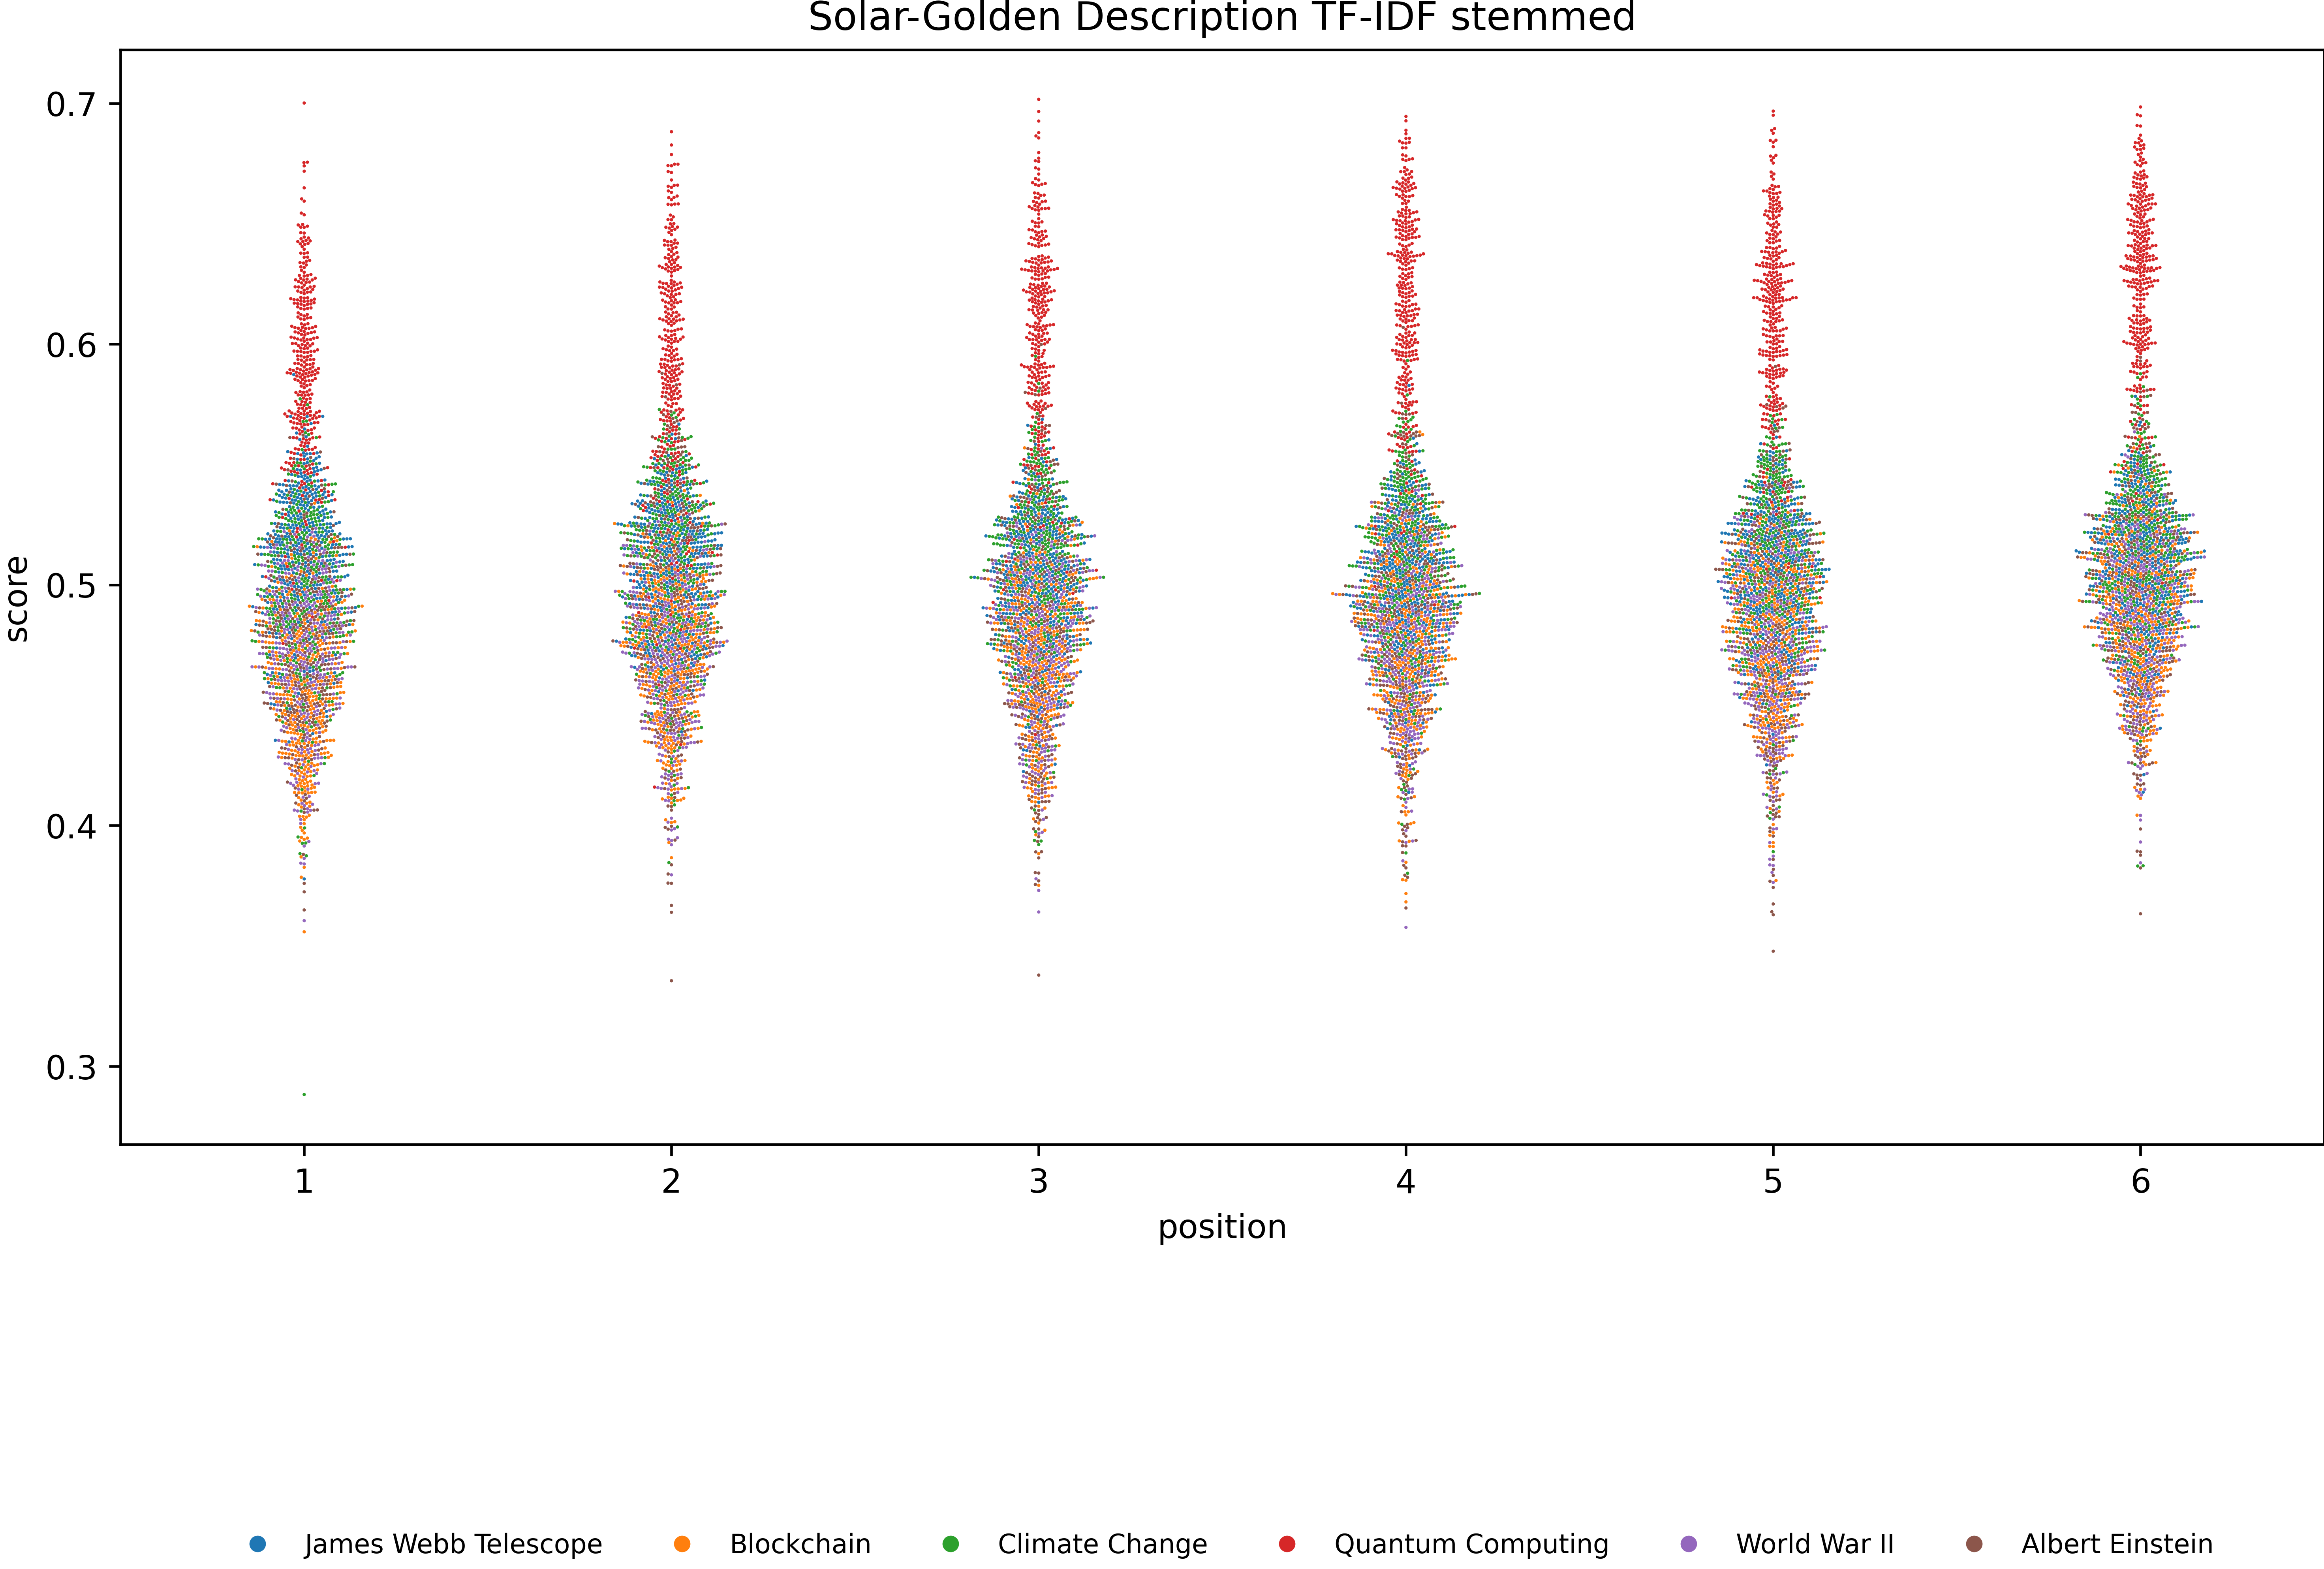 Solar-Golden Description TF-IDF stemmed
0.7
0.6
0.5
0.4
0.3
score
1 2 3 4 5 6
position
James Webb Telescope Blockchain Climate Change Quantum Computing World War II Albert Einstein